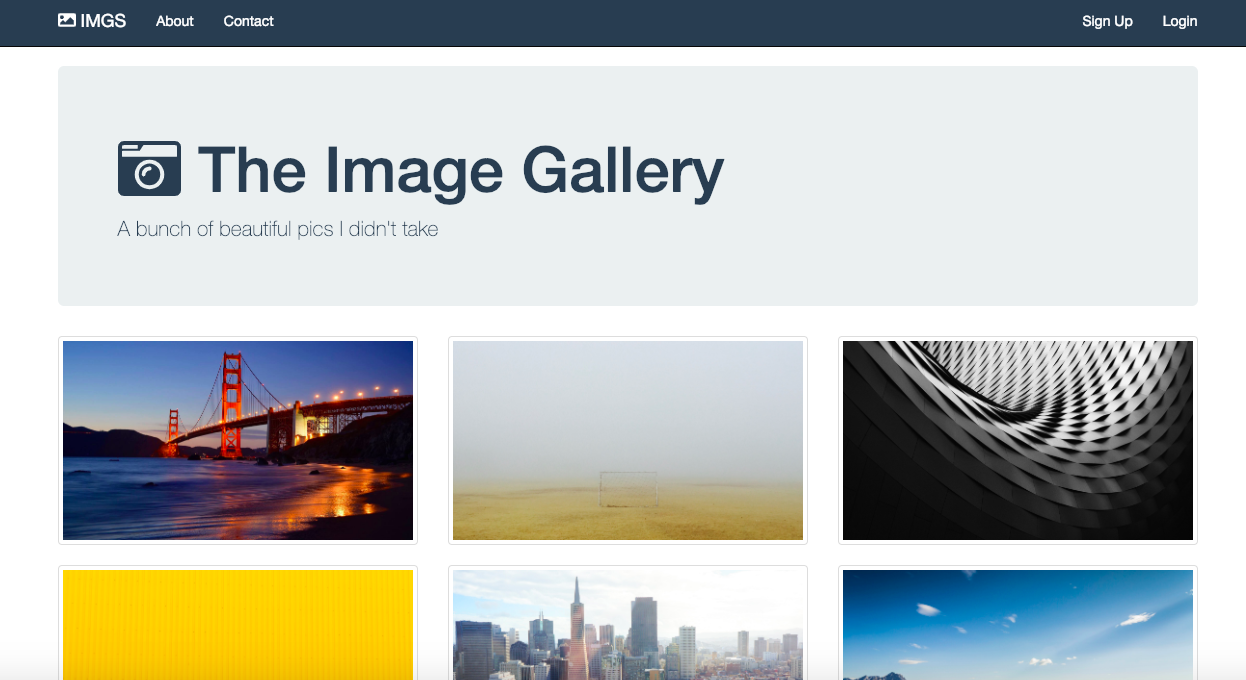 IMGS About Contact Sign Up Login
The Image Gallery
A bunch of beautiful pics I didn't take